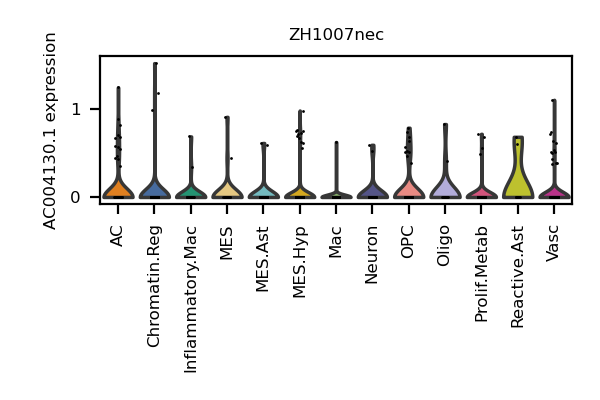 ZH1007nec
AC004130.1 expression
1
0
AC
Chromatin.Reg
Inflammatory.Mac
MES
MES.Ast
MES.Hyp
Mac
Neuron
OPC
Oligo
Prolif.Metab
Reactive.Ast
Vasc